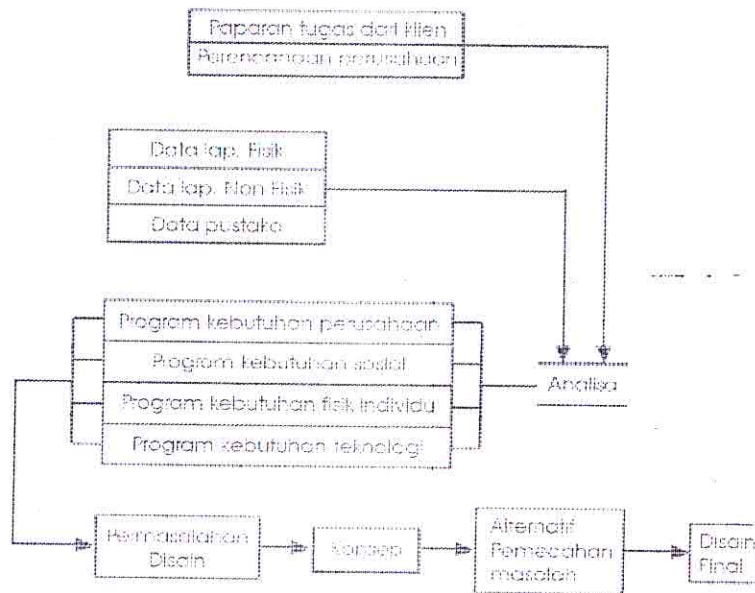 Paparan tugas dari klien
Perencanaan perusahaan
Data lap. Fisik
Data lap. Non Fisik
Data pustaka
Program kebutuhan perusahaan
Program kebutuhan sosial
Program kebutuhan fisik individu
Program kebutuhan teknologi
Analisa
Permasalahan
Disain
Konsep
Alternatif
Pemecahan
masalah
Disain
Final